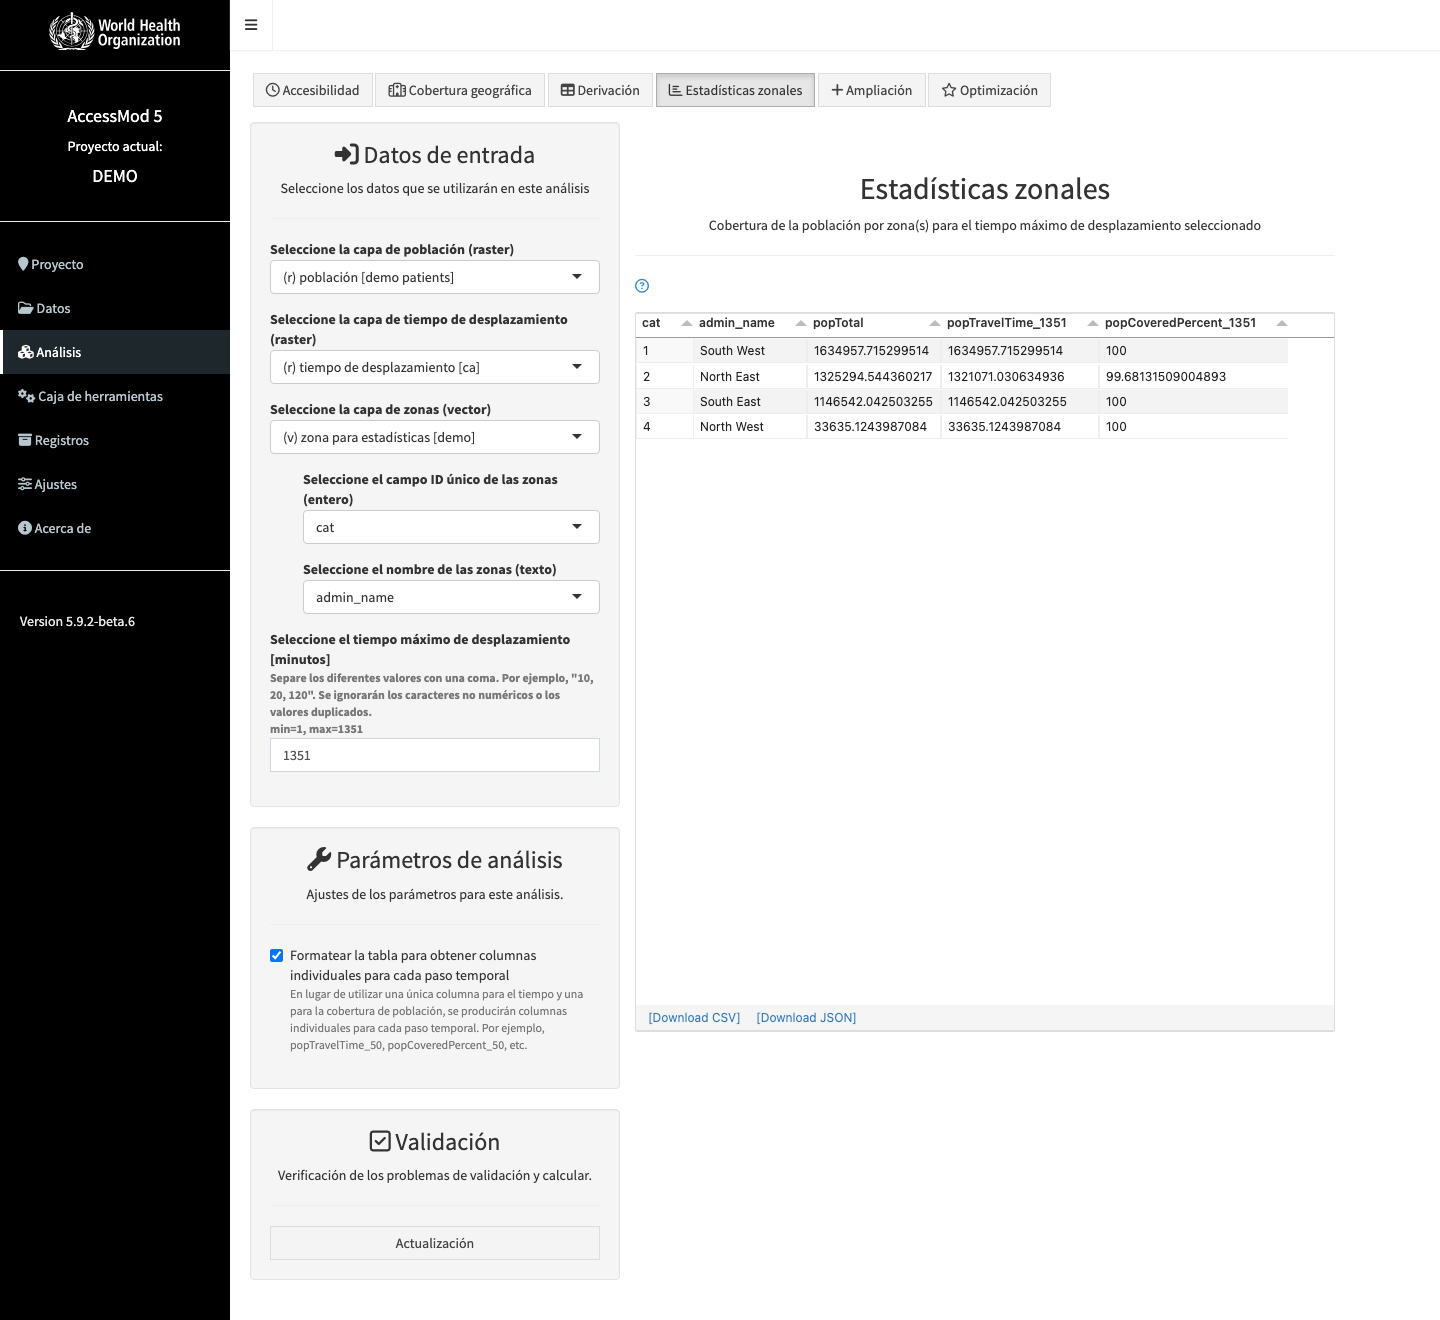 World Health
Organization
AccessMod 5
Proyecto actual:
DEMO
Proyecto
Datos
Análisis
Caja de herramientas
Registros
Ajustes
Acerca de
Version 5.9.2-beta.6
Accesibilidad
Cobertura geográfica
Derivación
Estadísticas zonales
Ampliación
Optimización
Datos de entrada
Seleccione los datos que se utilizarán en este análisis
Seleccione la capa de población (raster)
(r) población [demo patients]
Seleccione la capa de tiempo de desplazamiento
(raster)
(r) tiempo de desplazamiento [ca]
Seleccione la capa de zonas (vector)
(v) zona para estadísticas [demo]
Seleccione el campo ID único de las zonas
(entero)
cat
Seleccione el nombre de las zonas (texto)
admin_name
Seleccione el tiempo máximo de desplazamiento
[minutos]
Separe los diferentes valores con una coma. Por ejemplo, "10,
20, 120". Se ignorarán los caracteres no numéricos o los
valores duplicados.
min=1, max=1351
1351
Parámetros de análisis
Ajustes de los parámetros para este análisis.
Formatear la tabla para obtener columnas
individuales para cada paso temporal
En lugar de utilizar una única columna para el tiempo y una
para la cobertura de población, se producirán columnas
individuales para cada paso temporal. Por ejemplo,
popTravelTime_50, popCoveredPercent_50, etc.
Validación
Verificación de los problemas de validación y calcular.
Actualización
Estadísticas zonales
Cobertura de la población por zona(s) para el tiempo máximo de desplazamiento seleccionado
cat admin_name popTotal popTravelTime_1351 popCoveredPercent_1351
1 South West 1634957.715299514 1634957.715299514 100
2 North East 1325294.544360217 1321071.030634936 99.68131509004893
3 South East 1146542.042503255 1146542.042503255 100
4 North West 33635.1243987084 33635.1243987084 100
[Download CSV] [Download JSON]